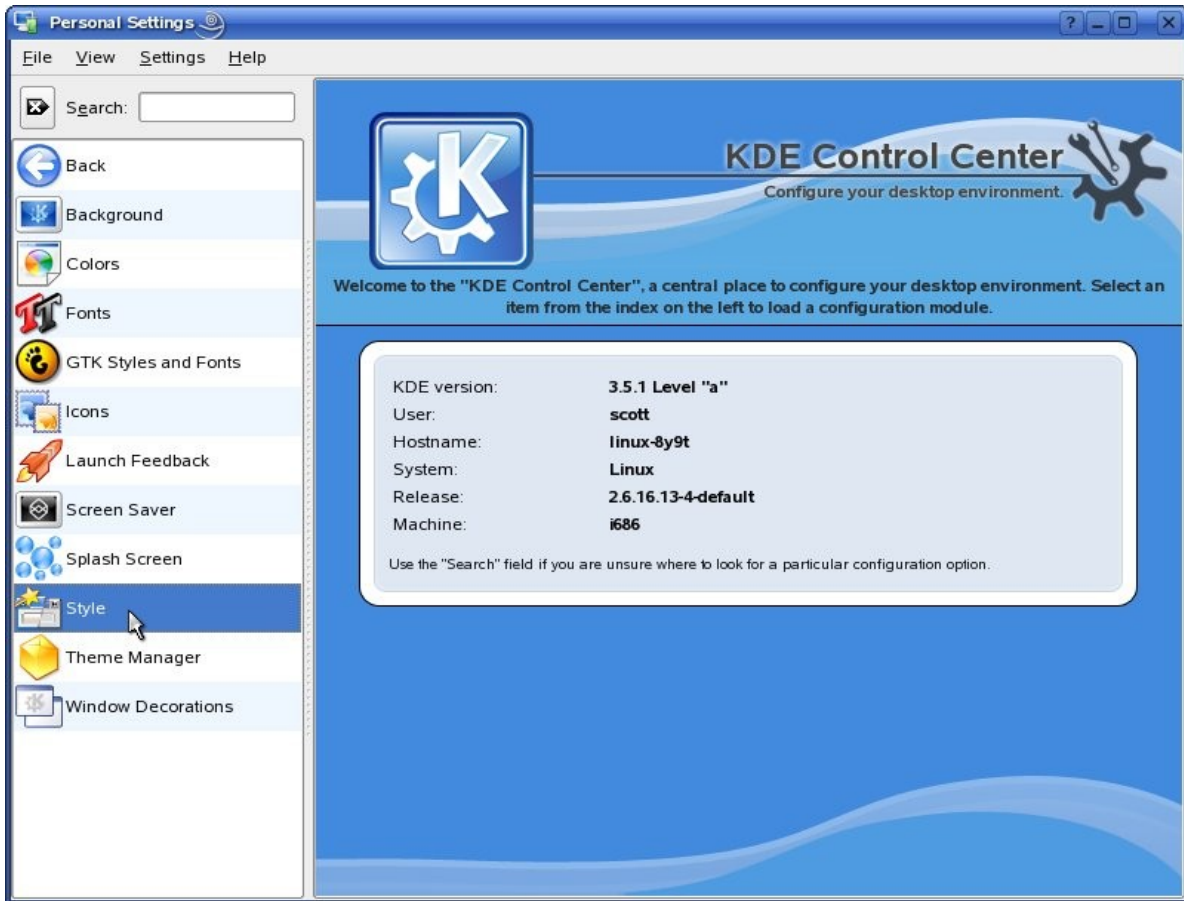 Personal Settings
File View Settings Help
Search:
Back
Background
Colors
Fonts
GTK Styles and Fonts
Icons
Launch Feedback
Screen Saver
Splash Screen
Style
Theme Manager
Window Decorations
KDE Control Center
Configure your desktop environment.
Welcome to the "KDE Control Center", a central place to configure your desktop environment. Select an
item from the index on the left to load a configuration module.
KDE version: 3.5.1 Level "a"
User: scott
Hostname: linux-8y9t
System: Linux
Release: 2.6.16.13-4-default
Machine: i686
Use the "Search" field if you are unsure where to look for a particular configuration option.